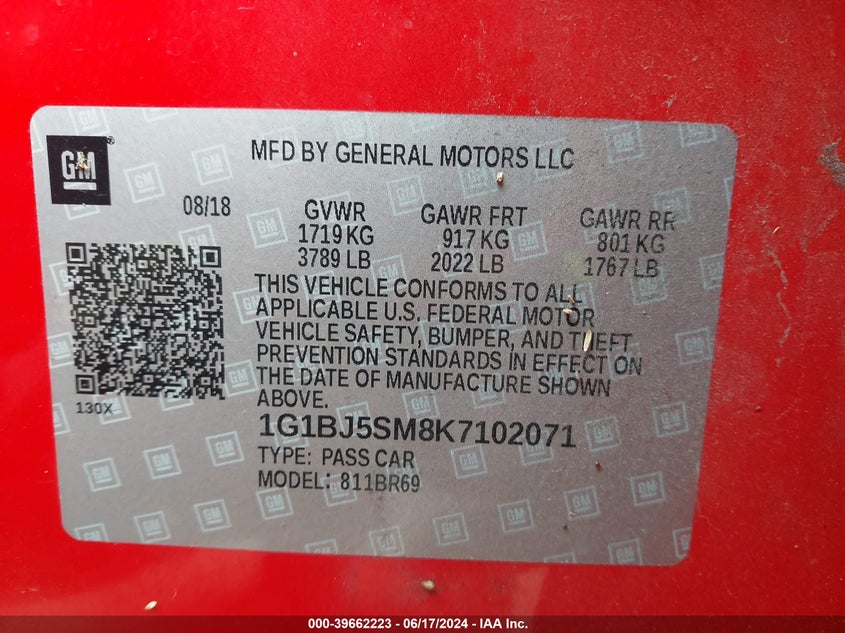 GM
MFD BY GENERAL MOTORS LLC
08/18
GVWR
1719 KG
3789 LB
GAWR FRT
917 KG
2022 LB
GAWR RR
801 KG
1767 LB
THIS VEHICLE CONFORMS TO ALL
APPLICABLE U.S. FEDERAL MOTOR
VEHICLE SAFETY, BUMPER, AND THEFT
PREVENTION STANDARDS IN EFFECT ON
THE DATE OF MANUFACTURE SHOWN
ABOVE.
130X
1G1BJ5SM8K7102071
TYPE: PASS CAR
MODEL: 811BR69
000-39662223 - 06/17/2024 - IAA Inc.